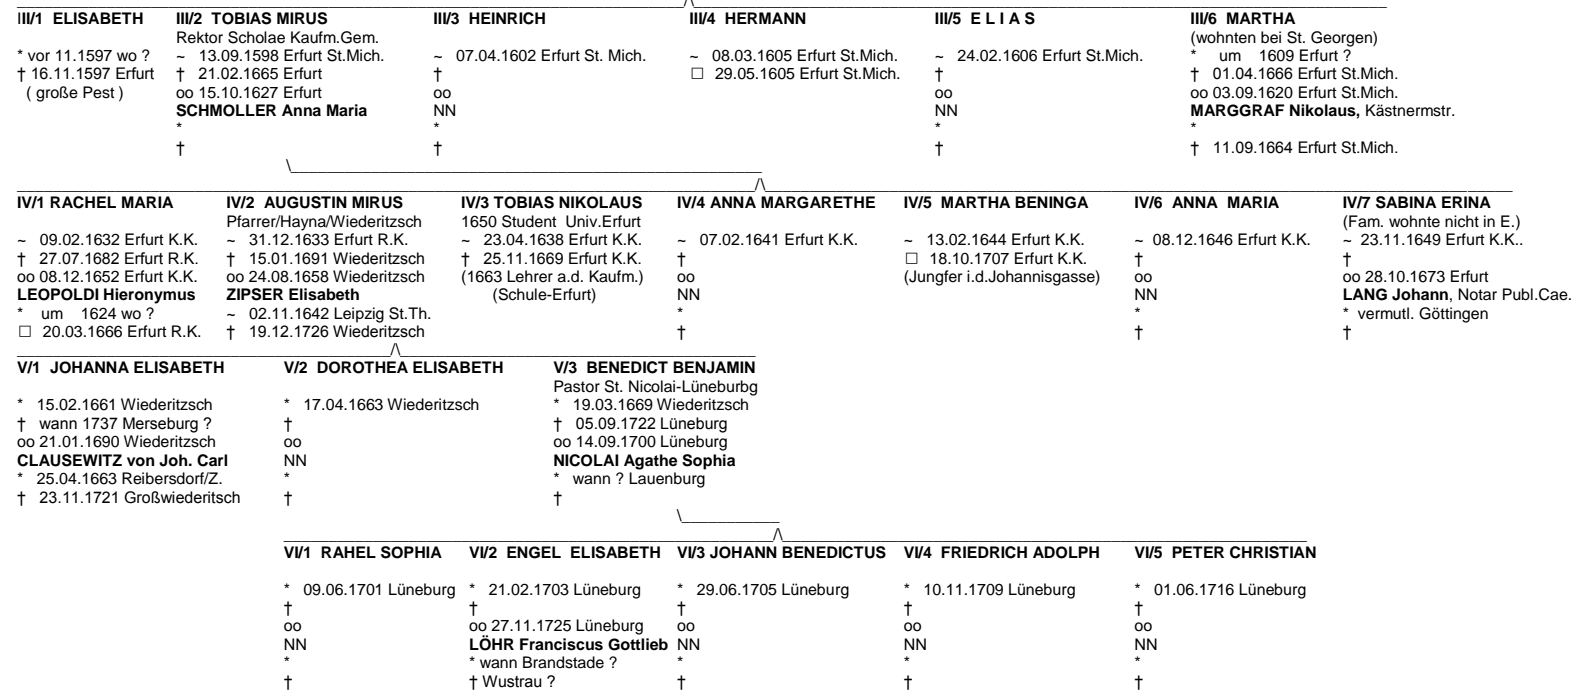 III/1 ELISABETH
* vor 11.1597 wo ?
† 16.11.1597 Erfurt
( große Pest )
III/2 TOBIAS MIRUS
Rektor Scholae Kaufm.Gem.
~ 13.09.1598 Erfurt St.Mich.
† 21.02.1665 Erfurt
oo 15.10.1627 Erfurt
SCHMOLLER Anna Maria
*
†
III/3 HEINRICH
~ 07.04.1602 Erfurt St. Mich.
†
oo
NN
*
†
III/4 HERMANN
~ 08.03.1605 Erfurt St.Mich.
□ 29.05.1605 Erfurt St.Mich.
III/5 E L I A S
~ 24.02.1606 Erfurt St.Mich.
†
oo
NN
*
†
III/6 MARTHA
(wohnten bei St. Georgen)
* um 1609 Erfurt ?
† 01.04.1666 Erfurt St.Mich.
oo 03.09.1620 Erfurt St.Mich.
MARGGRAF Nikolaus, Kästnermstr.
*
† 11.09.1664 Erfurt St.Mich.
IV/1 RACHEL MARIA
~ 09.02.1632 Erfurt K.K.
† 27.07.1682 Erfurt R.K.
oo 08.12.1652 Erfurt K.K.
LEOPOLDI Hieronymus
* um 1624 wo ?
□ 20.03.1666 Erfurt R.K.
IV/2 AUGUSTIN MIRUS
Pfarrer/Hayna/Wiederitzsch
~ 31.12.1633 Erfurt R.K.
† 15.01.1691 Wiederitzsch
oo 24.08.1658 Wiederitzsch
ZIPSER Elisabeth
~ 02.11.1642 Leipzig St.Th.
† 19.12.1726 Wiederitzsch
IV/3 TOBIAS NIKOLAUS
1650 Student Univ.Erfurt
~ 23.04.1638 Erfurt K.K.
† 25.11.1669 Erfurt K.K.
(1663 Lehrer a.d. Kaufm.)
(Schule-Erfurt)
IV/4 ANNA MARGARETHE
~ 07.02.1641 Erfurt K.K.
†
oo
NN
*
†
IV/5 MARTHA BENINGA
~ 13.02.1644 Erfurt K.K.
□ 18.10.1707 Erfurt K.K.
(Jungfer i.d.Johannisgasse)
IV/6 ANNA MARIA
~ 08.12.1646 Erfurt K.K.
†
oo
NN
*
†
IV/7 SABINA ERINA
(Fam. wohnte nicht in E.)
~ 23.11.1649 Erfurt K.K..
†
oo 28.10.1673 Erfurt
LANG Johann, Notar Publ.Cae.
* vermutl. Göttingen
†
V/1 JOHANNA ELISABETH
* 15.02.1661 Wiederitzsch
† wann 1737 Merseburg ?
oo 21.01.1690 Wiederitzsch
CLAUSEWITZ von Joh. Carl
* 25.04.1663 Reibersdorf/Z.
† 23.11.1721 Großwiederitsch
V/2 DOROTHEA ELISABETH
* 17.04.1663 Wiederitzsch
†
oo
NN
*
†
V/3 BENEDICT BENJAMIN
Pastor St. Nicolai-Lüneburbg
* 19.03.1669 Wiederitzsch
† 05.09.1722 Lüneburg
oo 14.09.1700 Lüneburg
NICOLAI Agathe Sophia
* wann ? Lauenburg
†
VI/1 RAHEL SOPHIA
* 09.06.1701 Lüneburg
†
oo
NN
*
†
VI/2 ENGEL ELISABETH
* 21.02.1703 Lüneburg
†
oo 27.11.1725 Lüneburg
LÖHR Franciscus Gottlieb
* wann Brandstade ?
† Wustrau ?
VI/3 JOHANN BENEDICTUS
* 29.06.1705 Lüneburg
†
oo
NN
*
†
VI/4 FRIEDRICH ADOLPH
* 10.11.1709 Lüneburg
†
oo
NN
*
†
VI/5 PETER CHRISTIAN
* 01.06.1716 Lüneburg
†
oo
NN
*
†